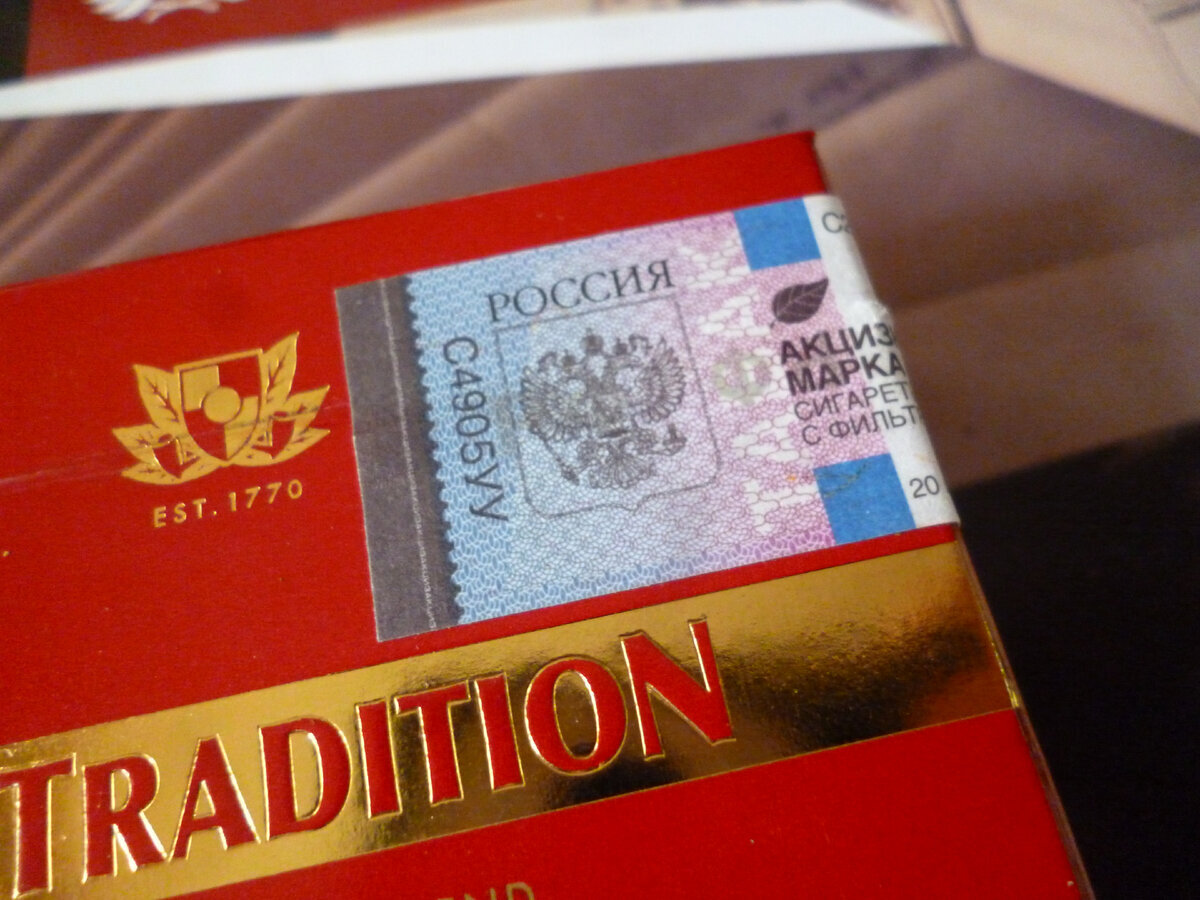 РОССИЯ
С4905УУ
АКЦИЗ
МАРКА
СИГАРЕТ
С ФИЛЬТ
20
EST. 1770
TRADITION